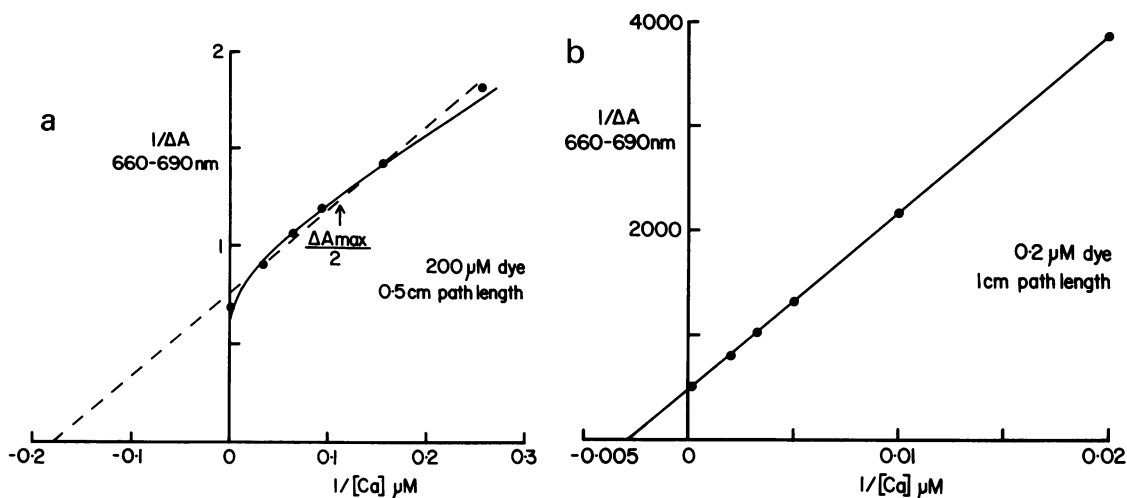 a
2
1/ΔA
660-690nm
1
ΔAmax
2
200 μM dye
0·5cm path length
-0·2
-0·1
0
0·1
0·2
0·3
1/[Ca] μM
b
4000
1/ΔA
660-690nm
2000
0·2 μM dye
1cm path length
-0·005
0
0·01
0·02
1/[Ca] μM